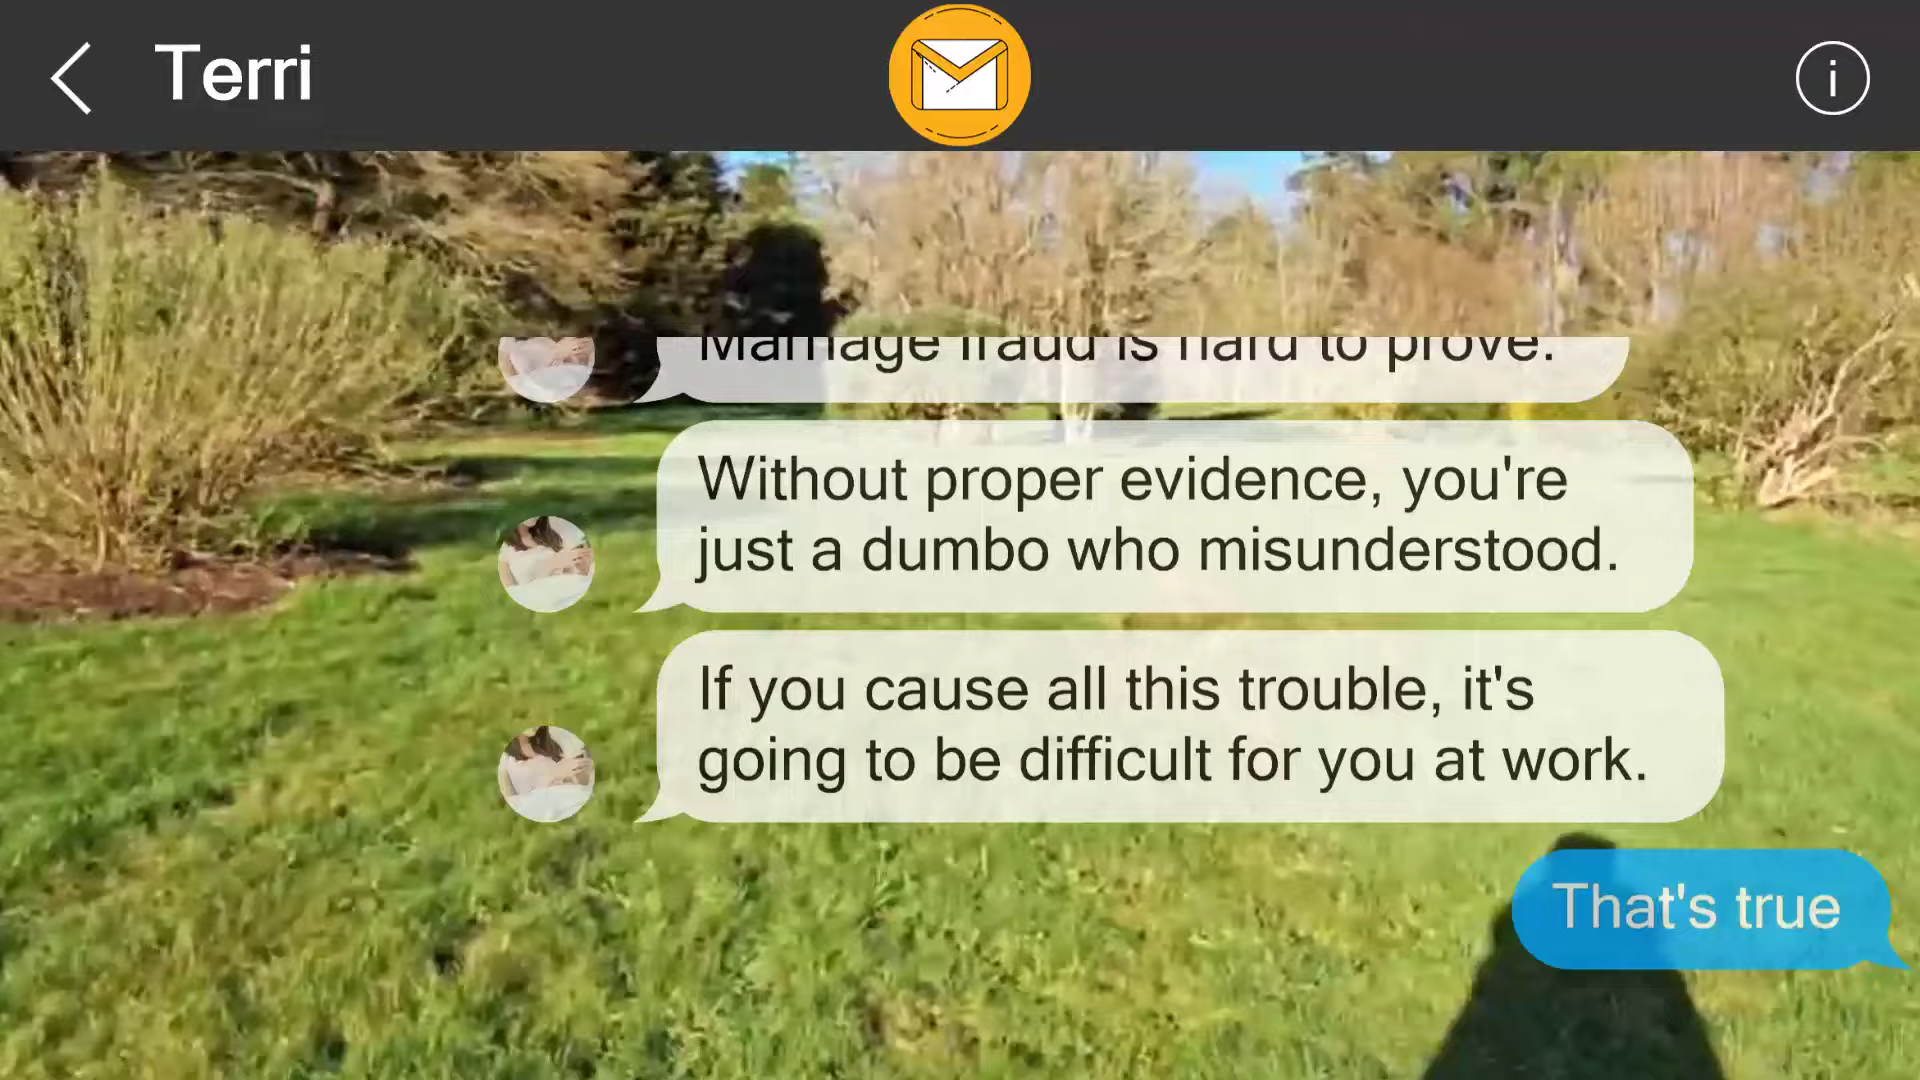 Terri
Marriage fraud is hard to prove.
Without proper evidence, you're
just a dumbo who misunderstood.
If you cause all this trouble, it's
going to be difficult for you at work.
That's true